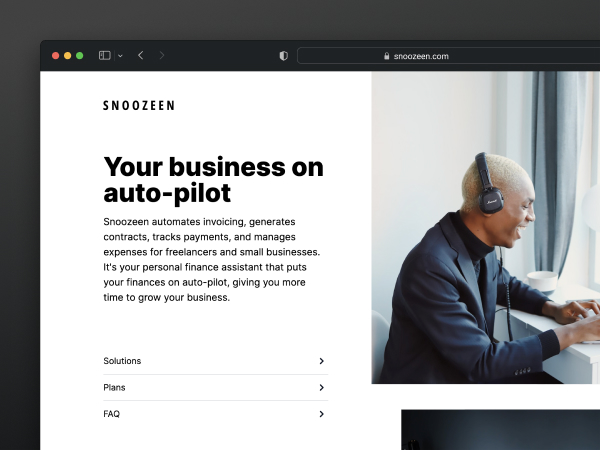 snoozeen.com
SNOOZEEN
Your business on
auto-pilot
Snoozeen automates invoicing, generates
contracts, tracks payments, and manages
expenses for freelancers and small businesses.
It's your personal finance assistant that puts
your finances on auto-pilot, giving you more
time to grow your business.
Solutions
Plans
FAQ